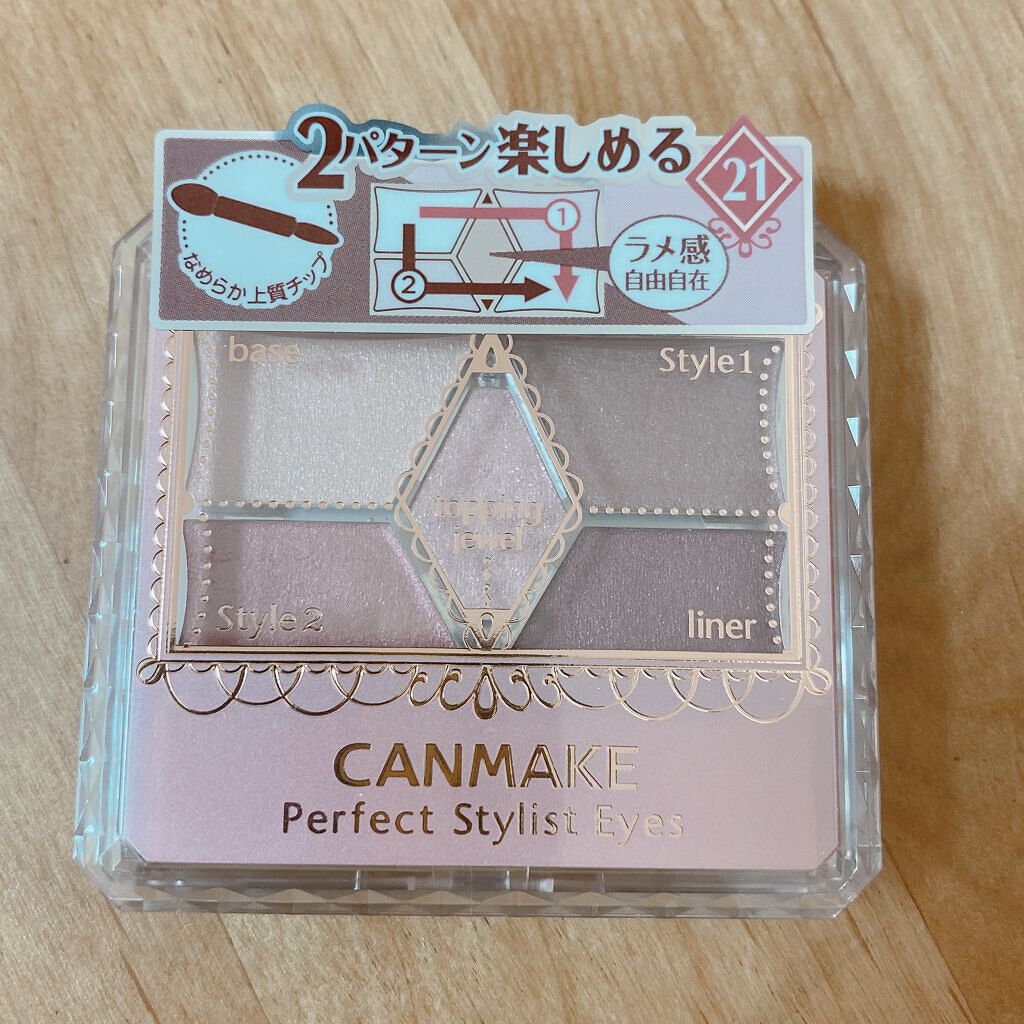 2パターン楽しめる
21
なめらか上質チップ
1
2
ラメ感
自由自在
base
Style1
topping
jewel
Style2
liner
CANMAKE
Perfect Stylist Eyes